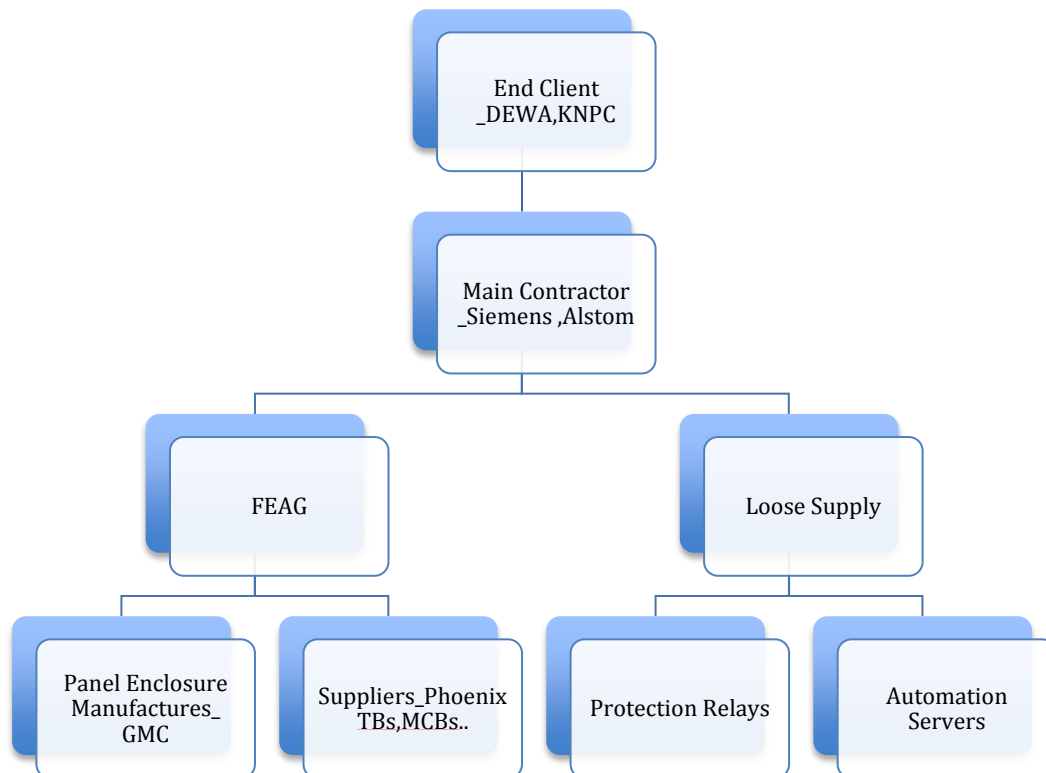 End Client
_DEWA,KNPC
Main Contractor
_Siemens ,Alstom
FEAG
Loose Supply
Panel Enclosure
Manufactures_
GMC
Suppliers_Phoenix
TBs,MCBs..
Protection Relays
Automation
Servers